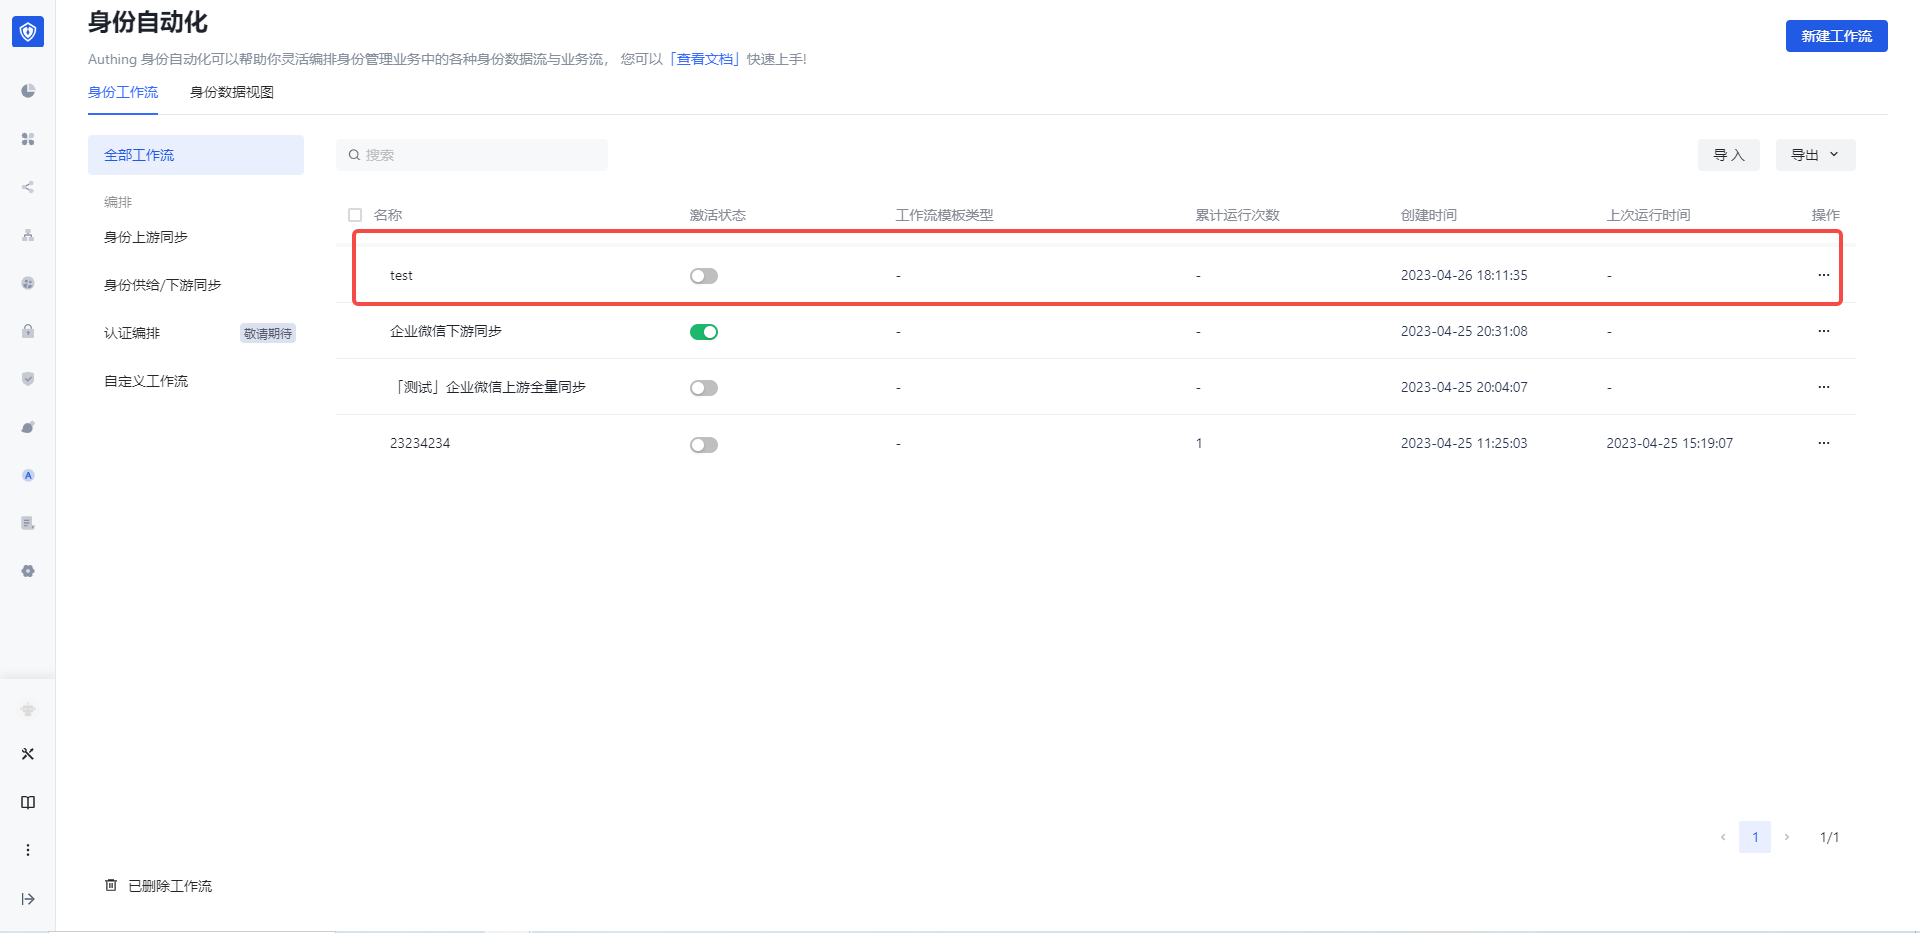 身份自动化
新建工作流
Authing 身份自动化可以帮助你灵活编排身份管理业务中的各种身份数据流与业务流， 您可以「查看文档」快速上手!
身份工作流 身份数据视图
全部工作流
搜索
导 入 导出
编排
身份上游同步
身份供给/下游同步
认证编排 敬请期待
自定义工作流
名称 激活状态 工作流模板类型 累计运行次数 创建时间 上次运行时间 操作
test - - 2023-04-26 18:11:35 - ···
企业微信下游同步 - - 2023-04-25 20:31:08 - ···
「测试」企业微信上游全量同步 - - 2023-04-25 20:04:07 - ···
23234234 - 1 2023-04-25 11:25:03 2023-04-25 15:19:07 ···
A
1 1/1
已删除工作流